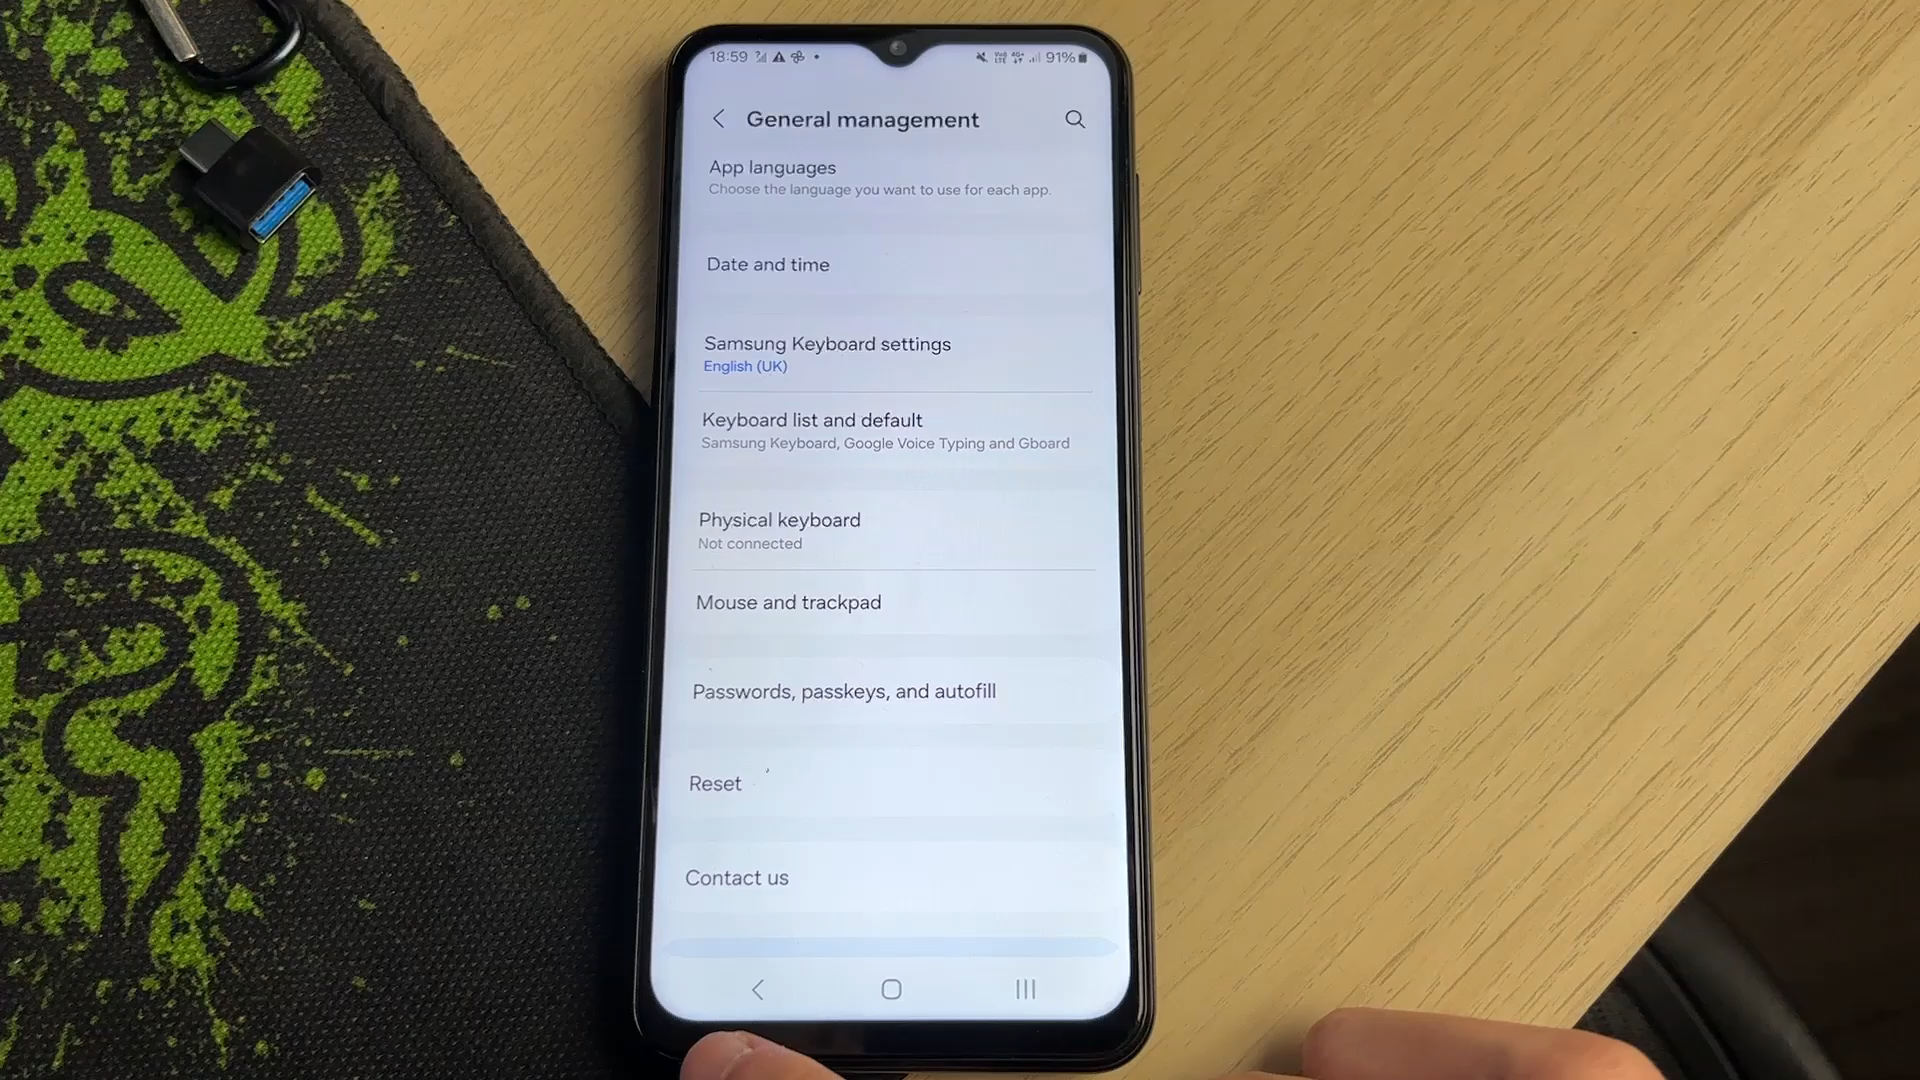 18:59 91%
General management
App languages
Choose the language you want to use for each app.
Date and time
Samsung Keyboard settings
English (UK)
Keyboard list and default
Samsung Keyboard, Google Voice Typing and Gboard
Physical keyboard
Not connected
Mouse and trackpad
Passwords, passkeys, and autofill
Reset
Contact us